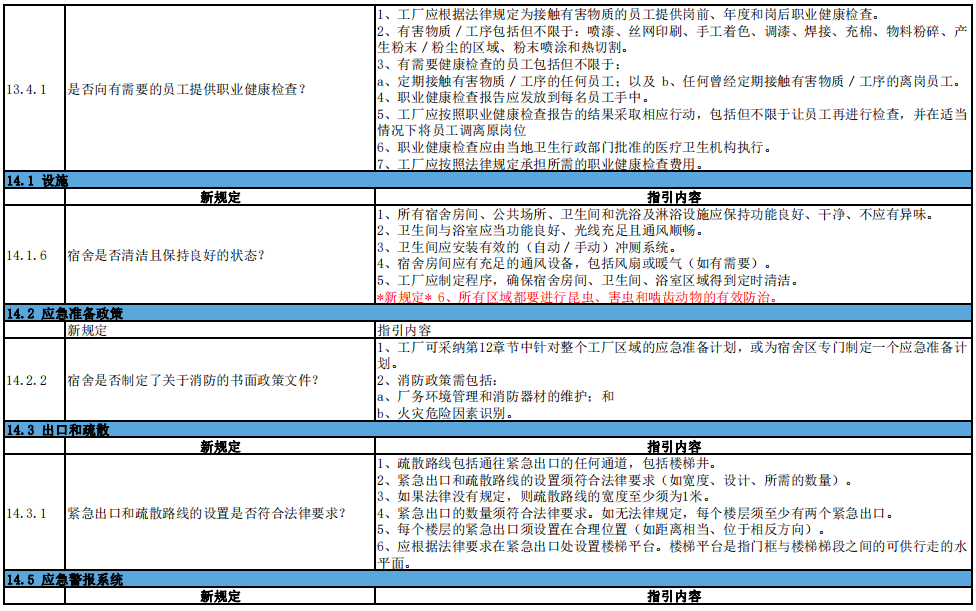 1、工厂应根据法律规定为接触有害物质的员工提供岗前、年度和岗后职业健康检查。
2、有害物质／工序包括但不限于：喷漆、丝网印刷、手工着色、调漆、焊接、充棉、物料粉碎、产
生粉末／粉尘的区域、粉末喷涂和热切割。
3、有需要健康检查的员工包括但不限于：
13.4.1 是否向有需要的员工提供职业健康检查？
a、定期接触有害物质／工序的任何员工；以及 b、任何曾经定期接触有害物质／工序的离岗员工。
4、职业健康检查报告应发放到每名员工手中。
5、工厂应按照职业健康检查报告的结果采取相应行动，包括但不限于让员工再进行检查，并在适当
情况下将员工调离原岗位
6、职业健康检查应由当地卫生行政部门批准的医疗卫生机构执行。
7、工厂应按照法律规定承担所需的职业健康检查费用。
14.1 设施
新规定 指引内容
1、所有宿舍房间、公共场所、卫生间和洗浴及淋浴设施应保持功能良好、干净、不应有异味。
2、卫生间与浴室应当功能良好、光线充足且通风顺畅。
14.1.6 宿舍是否清洁且保持良好的状态？
3、卫生间应安装有效的（自动／手动）冲厕系统。
4、宿舍房间应有充足的通风设备，包括风扇或暖气（如有需要）。
5、工厂应制定程序，确保宿舍房间、卫生间、浴室区域得到定时清洁。
*新规定* 6、所有区域都要进行昆虫、害虫和啮齿动物的有效防治。
14.2 应急准备政策
新规定 指引内容
1、工厂可采纳第12章节中针对整个工厂区域的应急准备计划，或为宿舍区专门制定一个应急准备计
划。
14.2.2 宿舍是否制定了关于消防的书面政策文件？
2、消防政策需包括：
a、厂务环境管理和消防器材的维护；和
b、火灾危险因素识别。
14.3 出口和疏散
新规定 指引内容
1、疏散路线包括通往紧急出口的任何通道，包括楼梯井。
2、紧急出口和疏散路线的设置须符合法律要求（如宽度、设计、所需的数量）。
3、如果法律没有规定，则疏散路线的宽度至少须为1米。
14.3.1 紧急出口和疏散路线的设置是否符合法律要求？
4、紧急出口的数量须符合法律要求。如无法律规定，每个楼层须至少有两个紧急出口。
5、每个楼层的紧急出口须设置在合理位置（如距离相当、位于相反方向）。
6、应根据法律要求在紧急出口处设置楼梯平台。楼梯平台是指门框与楼梯梯段之间的可供行走的水
平面。
14.5 应急警报系统
新规定 指引内容